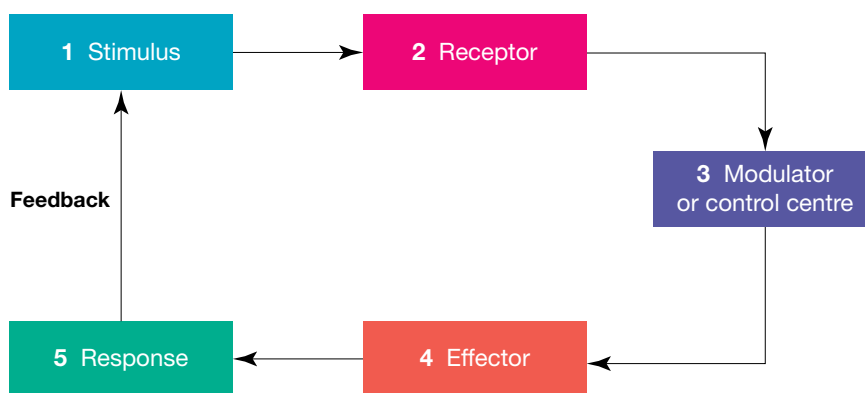 1 Stimulus
2 Receptor
3 Modulator
or control centre
Feedback
5 Response
4 Effector